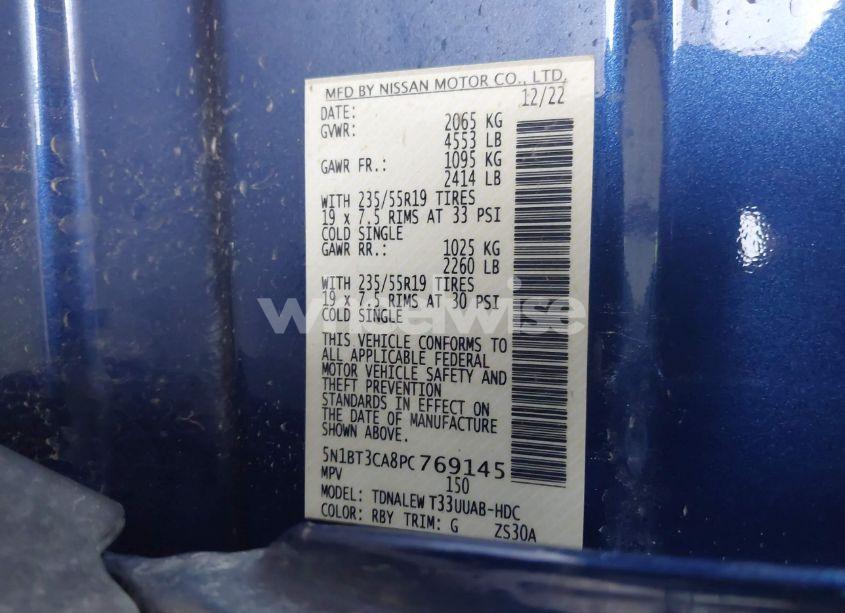 MFD BY NISSAN MOTOR CO., LTD.
DATE: 12/22
GVWR: 2065 KG
4553 LB
GAWR FR.: 1095 KG
2414 LB
WITH 235/55R19 TIRES
19 x 7.5 RIMS AT 33 PSI
COLD SINGLE
GAWR RR.: 1025 KG
2260 LB
WITH 235/55R19 TIRES
19 x 7.5 RIMS AT 30 PSI
COLD SINGLE
wheelwise
THIS VEHICLE CONFORMS TO
ALL APPLICABLE FEDERAL
MOTOR VEHICLE SAFETY AND
THEFT PREVENTION
STANDARDS IN EFFECT ON
THE DATE OF MANUFACTURE
SHOWN ABOVE.
5N1BT3CA8PC769145
MPV 150
MODEL: TDNALEW T33UUAB-HDC
COLOR: RBY TRIM: G ZS30A